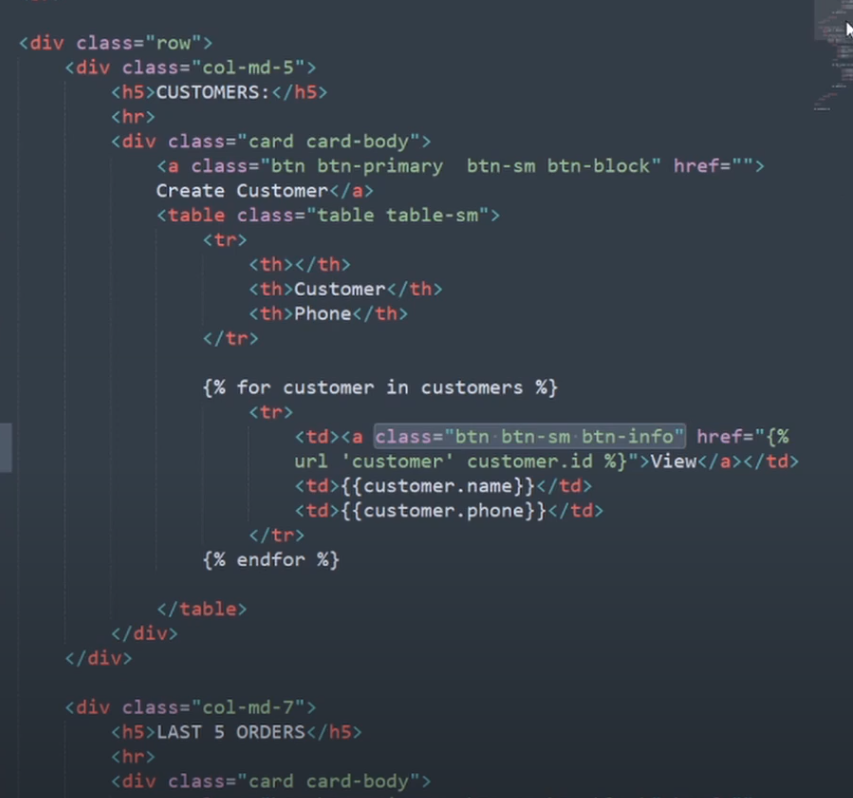 <div class="row">
<div class="col-md-5">
<h5>CUSTOMERS:</h5>
<hr>
<div class="card card-body">
<a class="btn btn-primary  btn-sm btn-block" href="">
Create Customer</a>
<table class="table table-sm">
<tr>
<th></th>
<th>Customer</th>
<th>Phone</th>
</tr>
{% for customer in customers %}
<tr>
<td><a class="btn btn-sm btn-info" href="{%
url 'customer' customer.id %}">View</a></td>
<td>{{customer.name}}</td>
<td>{{customer.phone}}</td>
</tr>
{% endfor %}
</table>
</div>
</div>
<div class="col-md-7">
<h5>LAST 5 ORDERS</h5>
<hr>
<div class="card card-body">